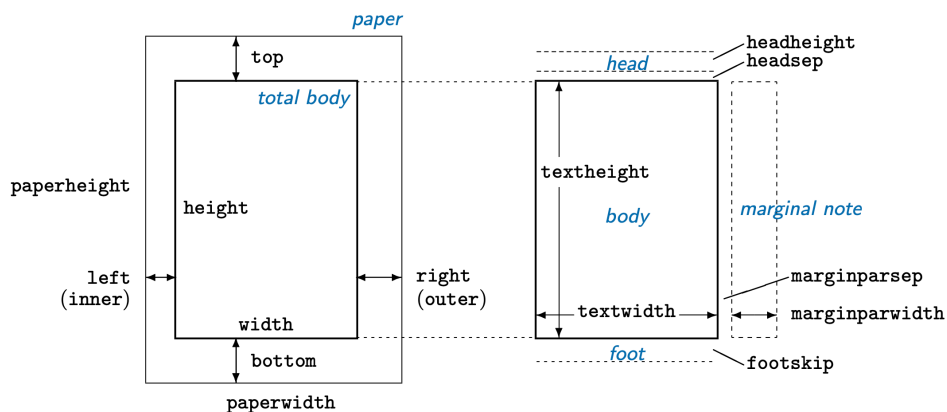 paper
top
total body
paperheight
height
left
(inner)
right
(outer)
width
bottom
paperwidth
headheight
head
headsep
textheight
body
marginal note
marginparsep
textwidth
marginparwidth
foot
footskip